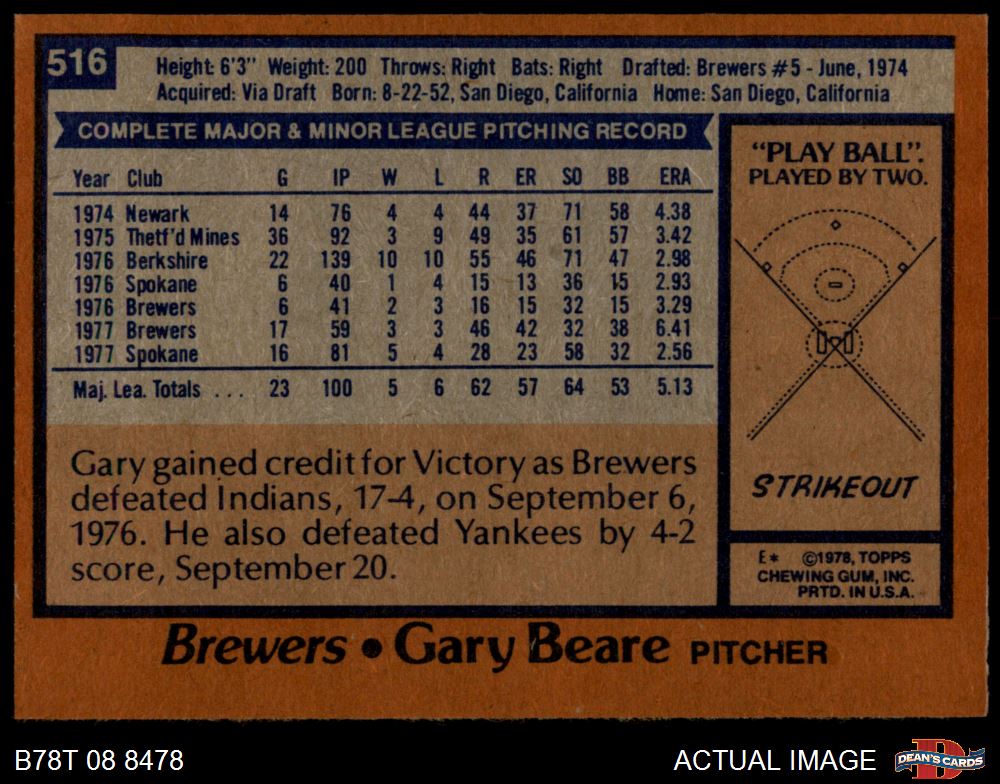 516
Height: 6'3" Weight: 200 Throws: Right Bats: Right Drafted: Brewers #5 - June, 1974
Acquired: Via Draft Born: 8-22-52, San Diego, California Home: San Diego, California
COMPLETE MAJOR & MINOR LEAGUE PITCHING RECORD
Year Club G IP W L R ER SO BB ERA
1974 Newark 14 76 4 4 44 37 71 58 4.38
1975 Thetf'd Mines 36 92 3 9 49 35 61 57 3.42
1976 Berkshire 22 139 10 10 55 46 71 47 2.98
1976 Spokane 6 40 1 4 15 13 36 15 2.93
1976 Brewers 6 41 2 3 16 15 32 15 3.29
1977 Brewers 17 59 3 3 46 42 32 38 6.41
1977 Spokane 16 81 5 4 28 23 58 32 2.56
Maj. Lea. Totals ... 23 100 5 6 62 57 64 53 5.13
Gary gained credit for Victory as Brewers
defeated Indians, 17-4, on September 6,
1976. He also defeated Yankees by 4-2
score, September 20.
"PLAY BALL".
PLAYED BY TWO.
STRIKEOUT
E* ©1978, TOPPS
CHEWING GUM, INC.
PRTD. IN U.S.A.
Brewers • Gary Beare PITCHER
B78T 08 8478
ACTUAL IMAGE
D
DEAN'S CARDS